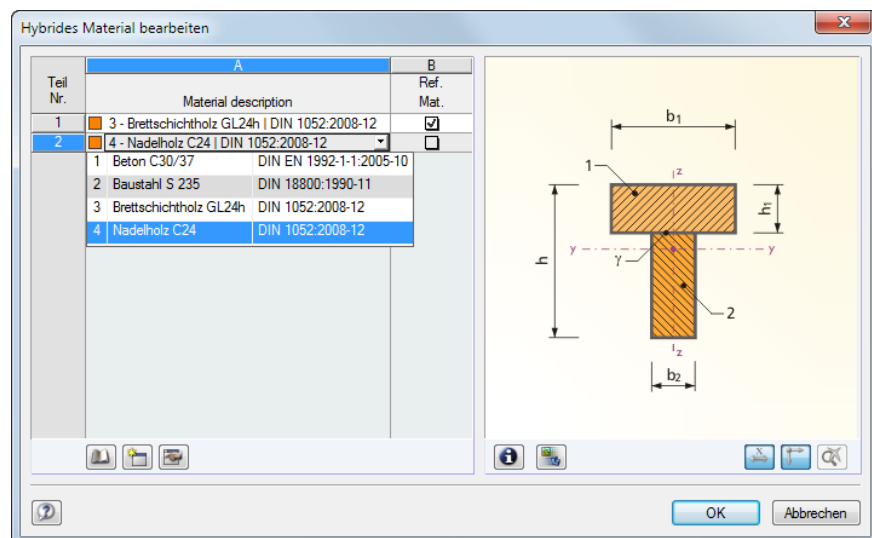 Hybrides Material bearbeiten
x
A
B
Teil
Nr.
Material description
Ref.
Mat.
1
3 - Brettschichtholz GL24h | DIN 1052:2008-12
2
4 - Nadelholz C24 | DIN 1052:2008-12
1 Beton C30/37 DIN EN 1992-1-1:2005-10
2 Baustahl S 235 DIN 18800:1990-11
3 Brettschichtholz GL24h DIN 1052:2008-12
4 Nadelholz C24 DIN 1052:2008-12
b1
1
z
h1
h
y
γ
y
2
z
b2
X
OK
Abbrechen